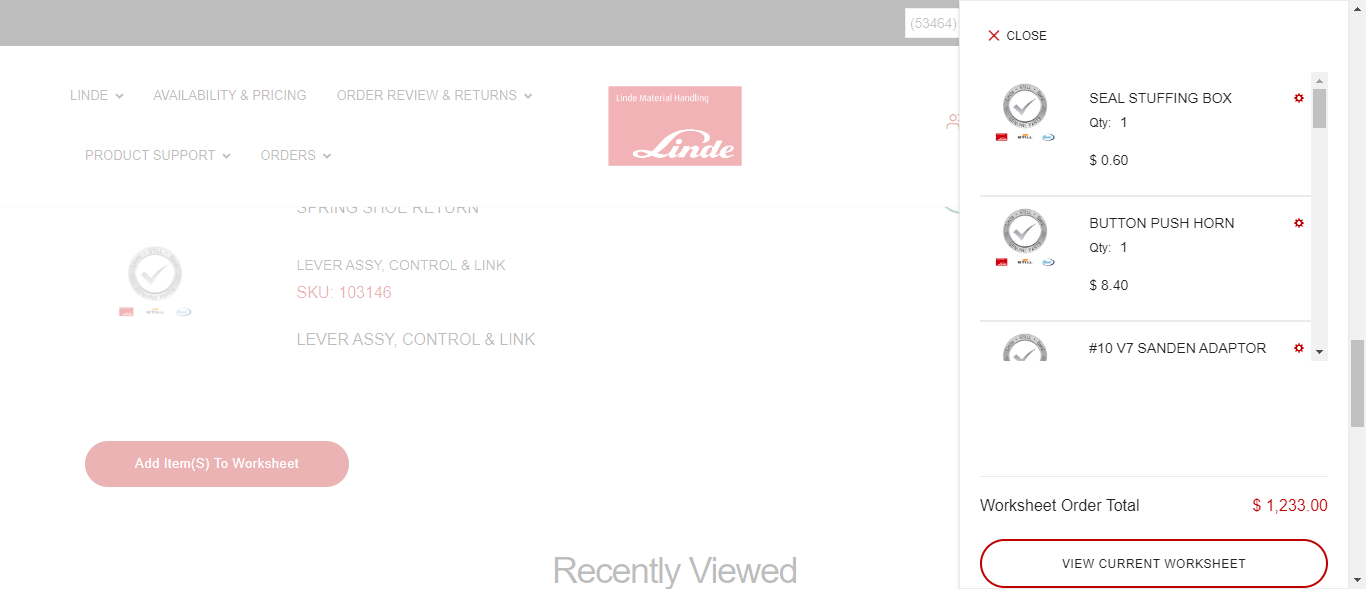 (53464)
CLOSE
LINDE
AVAILABILITY & PRICING
ORDER REVIEW & RETURNS
PRODUCT SUPPORT
ORDERS
Linde Material Handling
Linde
SPRING SHOE RETURN
LEVER ASSY, CONTROL & LINK
SKU: 103146
LEVER ASSY, CONTROL & LINK
Add Item(S) To Worksheet
Recently Viewed
SEAL STUFFING BOX
Qty: 1
$ 0.60
BUTTON PUSH HORN
Qty: 1
$ 8.40
#10 V7 SANDEN ADAPTOR
Worksheet Order Total
$ 1,233.00
VIEW CURRENT WORKSHEET